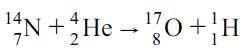 ¹⁴₇N + ⁴₂He → ¹⁷₈O + ¹₁H